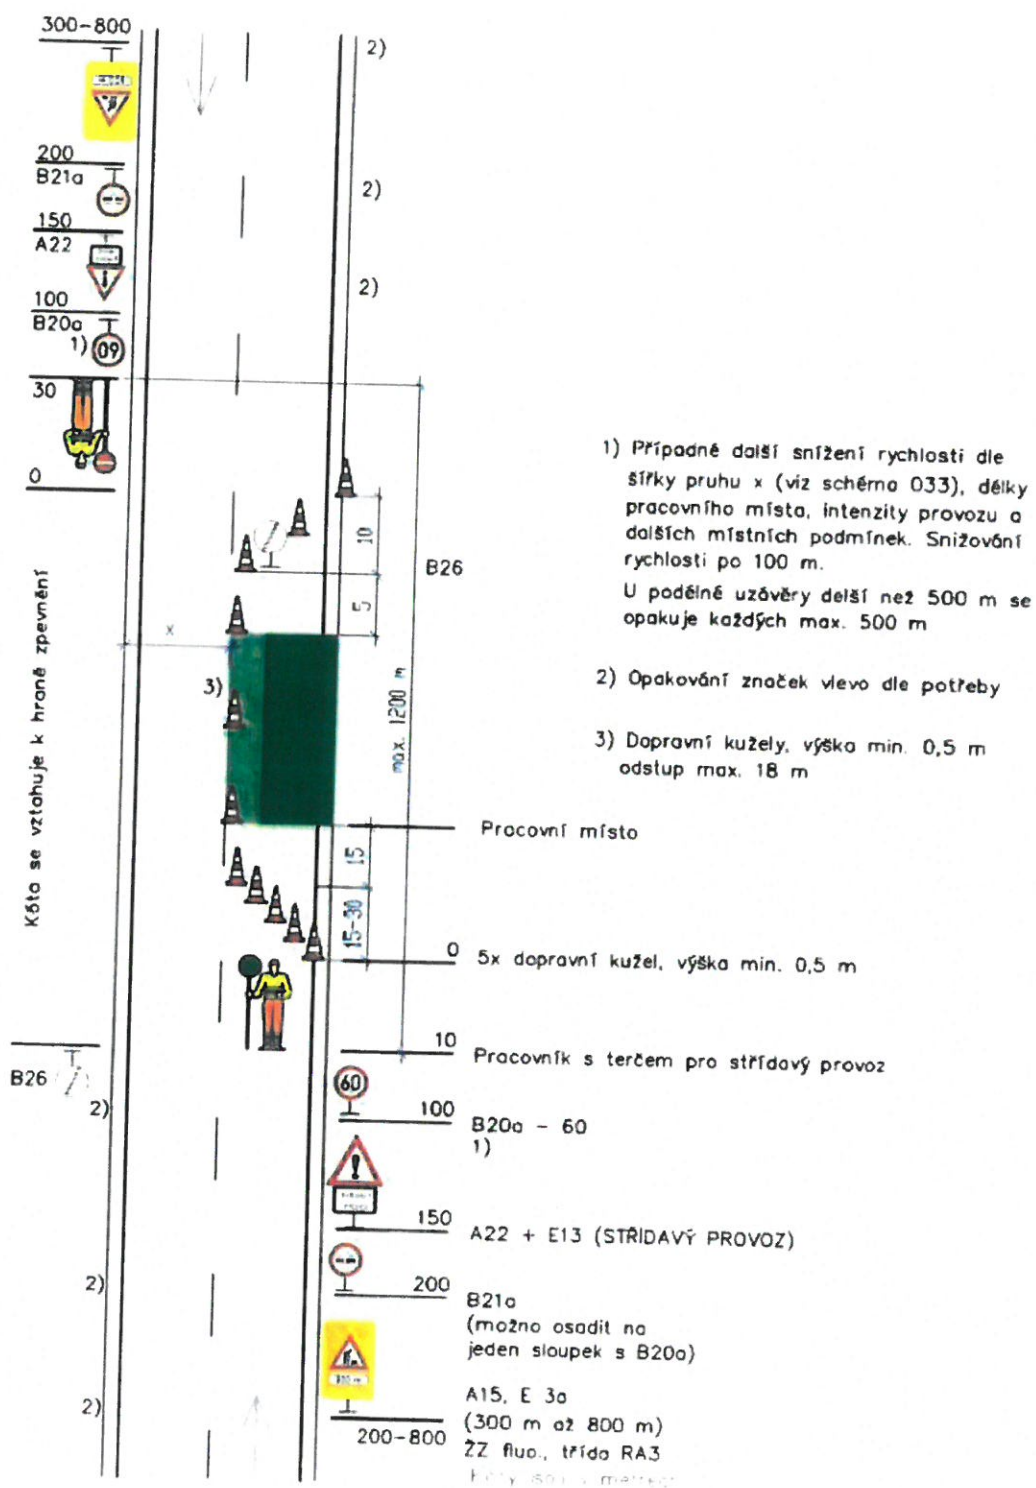 300-800
2)
200
B21a
2)
150
A22
100
2)
B20a
1)
09
30
0
10
B26
5
x
3)
max. 1200 m
Kóta se vztahuje k hraně zpevnění
1) Případné další snížení rychlosti dle
šířky pruhu x (viz schéma 033), délky
pracovního místa, intenzity provozu a
dalších místních podmínek. Snižování
rychlosti po 100 m.
U podélné uzávěry delší než 500 m se
opakuje každých max. 500 m
2) Opakování značek vlevo dle potřeby
3) Dopravní kužely, výška min. 0,5 m
odstup max. 18 m
Pracovní místo
15
15-30
0
5x dopravní kužel, výška min. 0,5 m
10
Pracovník s terčem pro střídavý provoz
B26
2)
60
100
B20a - 60
1)
150
A22 + E13 (STŘÍDAVÝ PROVOZ)
2)
200
B21a
(možno osadit na
jeden sloupek s B20a)
2)
A15, E 3a
(300 m až 800 m)
200-800
ZZ fluo., třída RA3